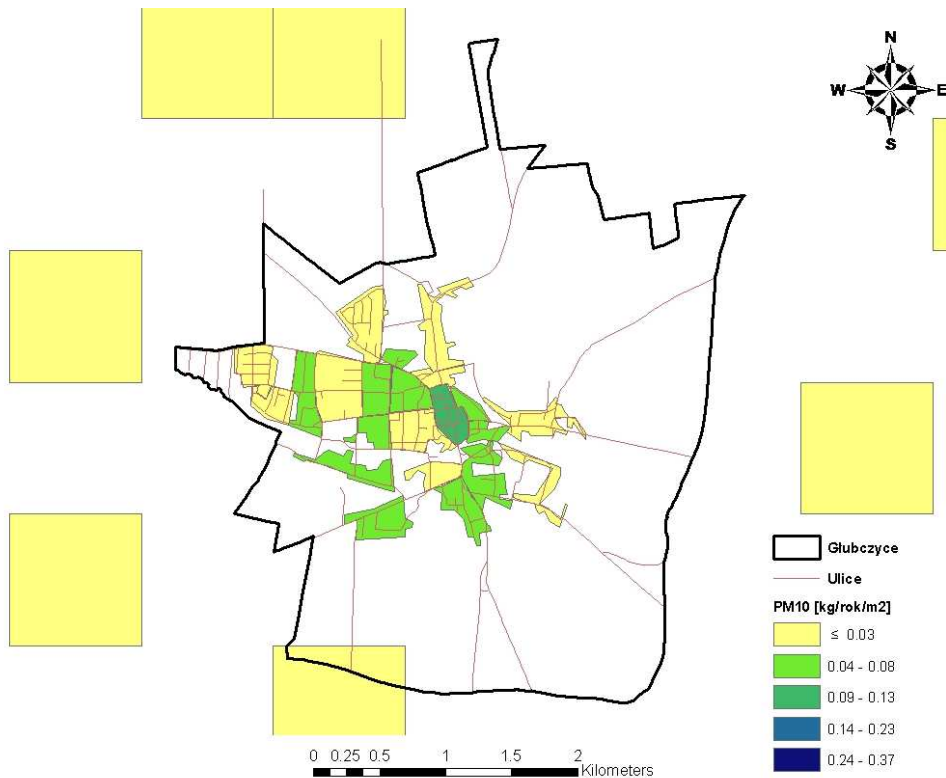 N
W E
S
Głubczyce
Ulice
PM10 [kg/rok/m2]
≤ 0.03
0.04 - 0.08
0.09 - 0.13
0.14 - 0.23
0.24 - 0.37
0 0.25 0.5 1 1.5 2
Kilometers